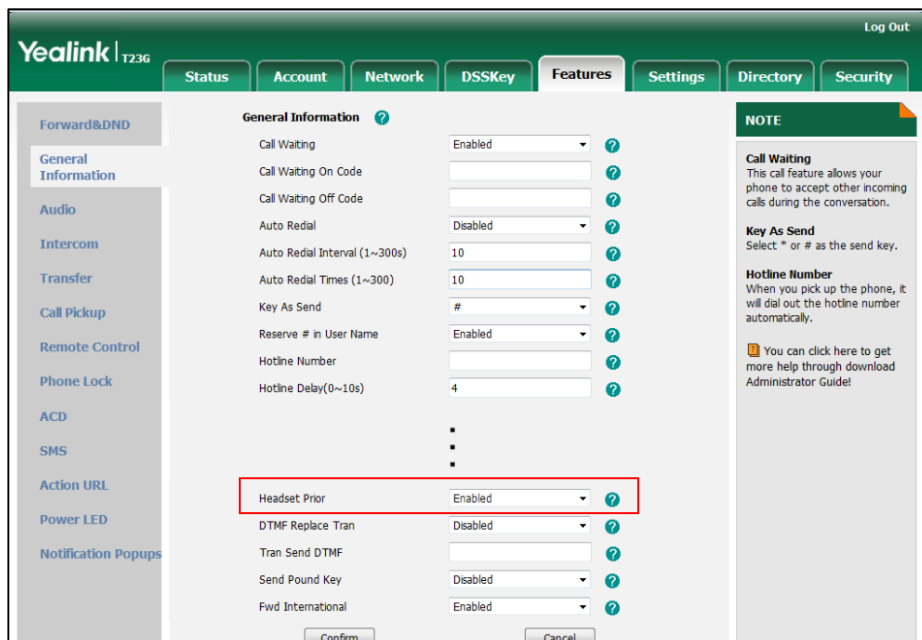 Log Out
Yealink T23G
Status
Account
Network
DSSKey
Features
Settings
Directory
Security
Forward&DND
General
Information
Audio
Intercom
Transfer
Call Pickup
Remote Control
Phone Lock
ACD
SMS
Action URL
Power LED
Notification Popups
General Information ?
Call Waiting Enabled ?
Call Waiting On Code ?
Call Waiting Off Code ?
Auto Redial Disabled ?
Auto Redial Interval (1~300s) 10 ?
Auto Redial Times (1~300) 10 ?
Key As Send # ?
Reserve # in User Name Enabled ?
Hotline Number ?
Hotline Delay(0~10s) 4 ?
Headset Prior Enabled ?
DTMF Replace Tran Disabled ?
Tran Send DTMF ?
Send Pound Key Disabled ?
Fwd International Enabled ?
Confirm Cancel
NOTE
Call Waiting
This call feature allows your
phone to accept other incoming
calls during the conversation.
Key As Send
Select * or # as the send key.
Hotline Number
When you pick up the phone, it
will dial out the hotline number
automatically.
? You can click here to get
more help through download
Administrator Guide!